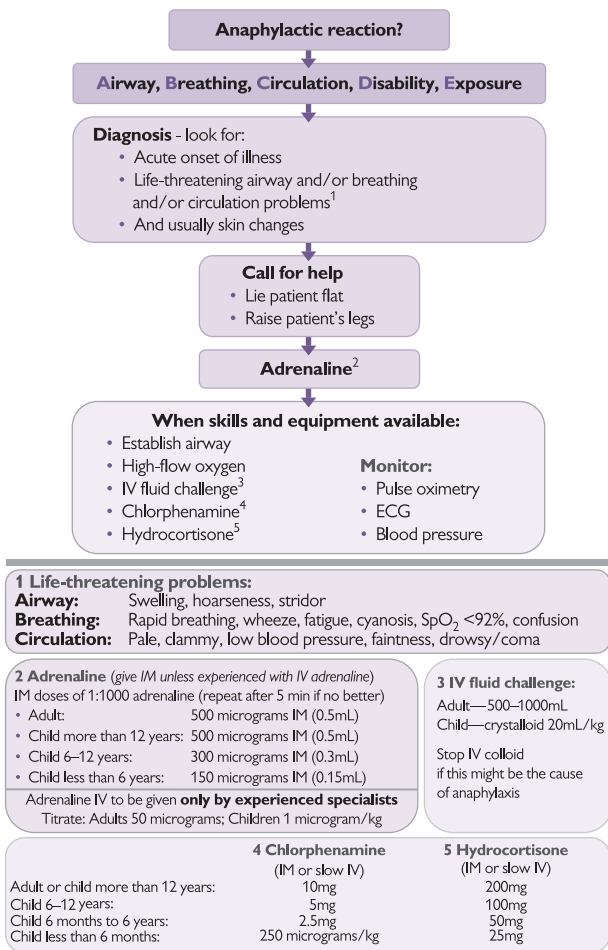 Anaphylactic reaction?
Airway, Breathing, Circulation, Disability, Exposure
Diagnosis - look for:
• Acute onset of illness
• Life-threatening airway and/or breathing
and/or circulation problems1
• And usually skin changes
Call for help
• Lie patient flat
• Raise patient's legs
Adrenaline2
When skills and equipment available:
• Establish airway
• High-flow oxygen
• IV fluid challenge3
• Chlorphenamine4
• Hydrocortisone5
Monitor:
• Pulse oximetry
• ECG
• Blood pressure
1 Life-threatening problems:
Airway: Swelling, hoarseness, stridor
Breathing: Rapid breathing, wheeze, fatigue, cyanosis, SpO2 <92%, confusion
Circulation: Pale, clammy, low blood pressure, faintness, drowsy/coma
2 Adrenaline (give IM unless experienced with IV adrenaline)
IM doses of 1:1000 adrenaline (repeat after 5 min if no better)
• Adult: 500 micrograms IM (0.5mL)
• Child more than 12 years: 500 micrograms IM (0.5mL)
• Child 6–12 years: 300 micrograms IM (0.3mL)
• Child less than 6 years: 150 micrograms IM (0.15mL)
Adrenaline IV to be given only by experienced specialists
Titrate: Adults 50 micrograms; Children 1 microgram/kg
3 IV fluid challenge:
Adult—500–1000mL
Child—crystalloid 20mL/kg
Stop IV colloid
if this might be the cause
of anaphylaxis
4 Chlorphenamine 5 Hydrocortisone
(IM or slow IV) (IM or slow IV)
Adult or child more than 12 years: 10mg 200mg
Child 6–12 years: 5mg 100mg
Child 6 months to 6 years: 2.5mg 50mg
Child less than 6 months: 250 micrograms/kg 25mg